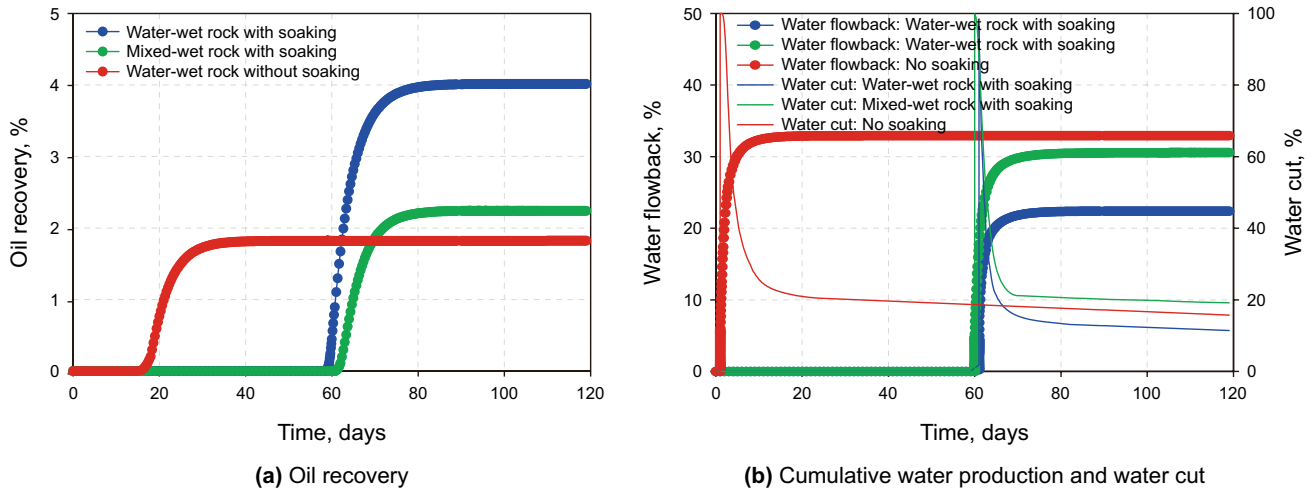 5
4
3
2
1
0
Oil recovery, %
Water-wet rock with soaking
Mixed-wet rock with soaking
Water-wet rock without soaking
0 20 40 60 80 100 120
Time, days
(a) Oil recovery
50
40
30
20
10
0
Water flowback, %
Water flowback: Water-wet rock with soaking
Water flowback: Water-wet rock with soaking
Water flowback: No soaking
Water cut: Water-wet rock with soaking
Water cut: Mixed-wet rock with soaking
Water cut: No soaking
100
80
60
40
20
0
Water cut, %
0 20 40 60 80 100 120
Time, days
(b) Cumulative water production and water cut